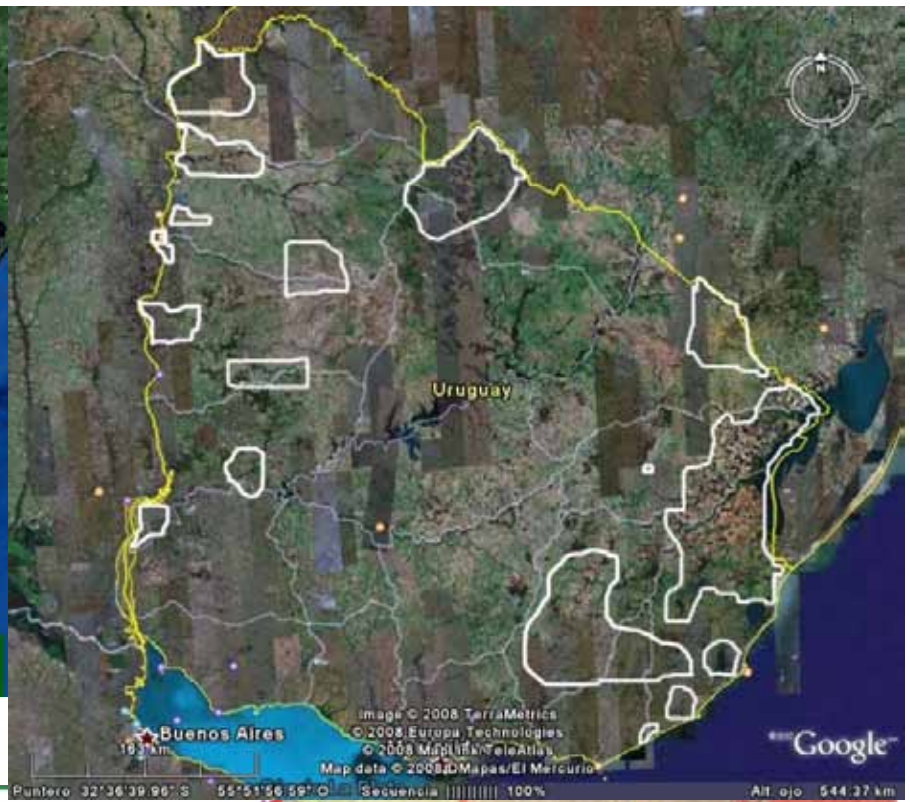 N
Uruguay
Buenos Aires
163 km
Image © 2008 TerraMetrics
© 2008 Europa Technologies
© 2008 MapLink/TeleAtlas
Map data © 2008 DMapas/El Mercurio
Google
Puntero 32°36'39.96" S 55°51'56.59" O Secuencia 100% Alt. ojo 544.37 km